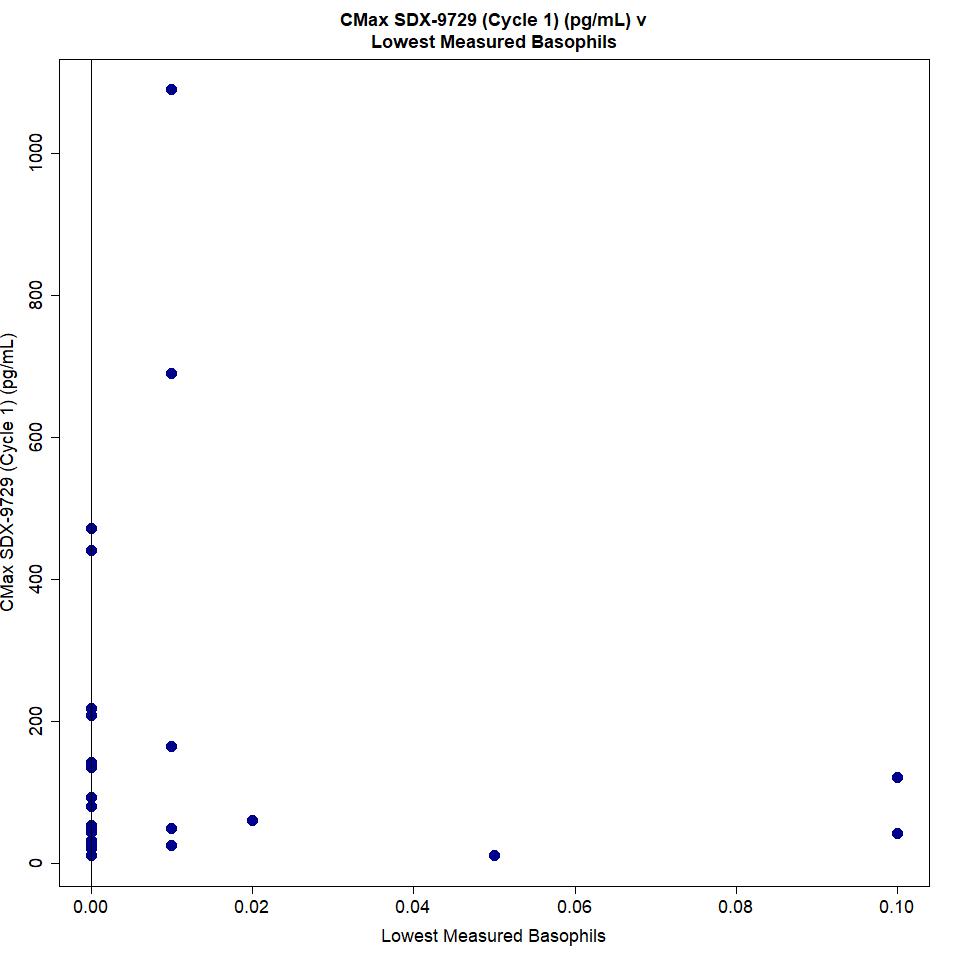 CMax SDX-9729 (Cycle 1) (pg/mL) v
Lowest Measured Basophils
1000
800
600
400
200
0
CMax SDX-9729 (Cycle 1) (pg/mL)
0.00 0.02 0.04 0.06 0.08 0.10
Lowest Measured Basophils